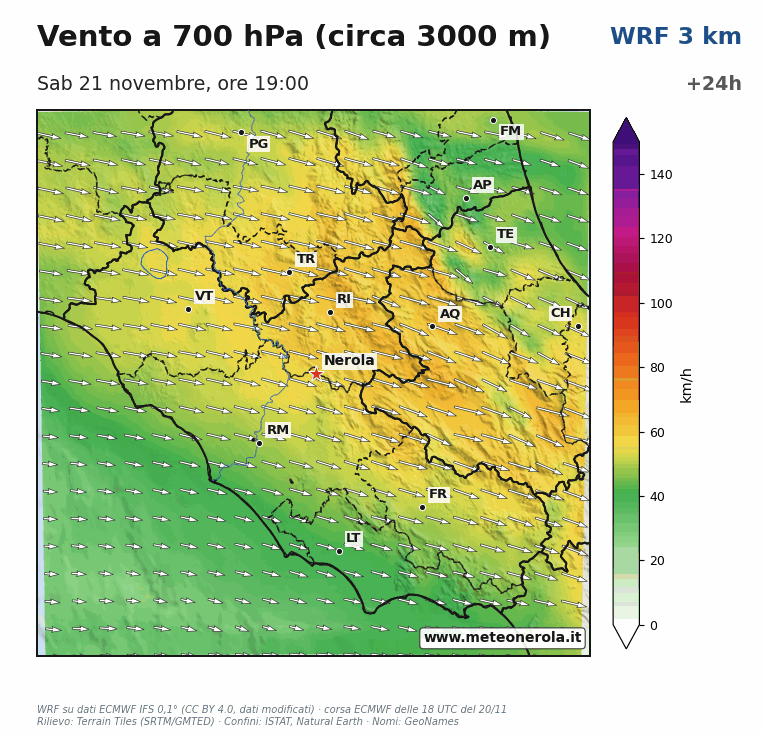 Vento a 700 hPa (circa 3000 m)
WRF 3 km
Sab 21 novembre, ore 19:00
+24h
FM
PG
AP
TE
TR
VT
RI
AQ
CH
Nerola
RM
FR
LT
www.meteonerola.it
140
120
100
80
60
40
20
0
km/h
WRF su dati ECMWF IFS 0,1° (CC BY 4.0, dati modificati) · corsa ECMWF delle 18 UTC del 20/11
Rilievo: Terrain Tiles (SRTM/GMTED) · Confini: ISTAT, Natural Earth · Nomi: GeoNames